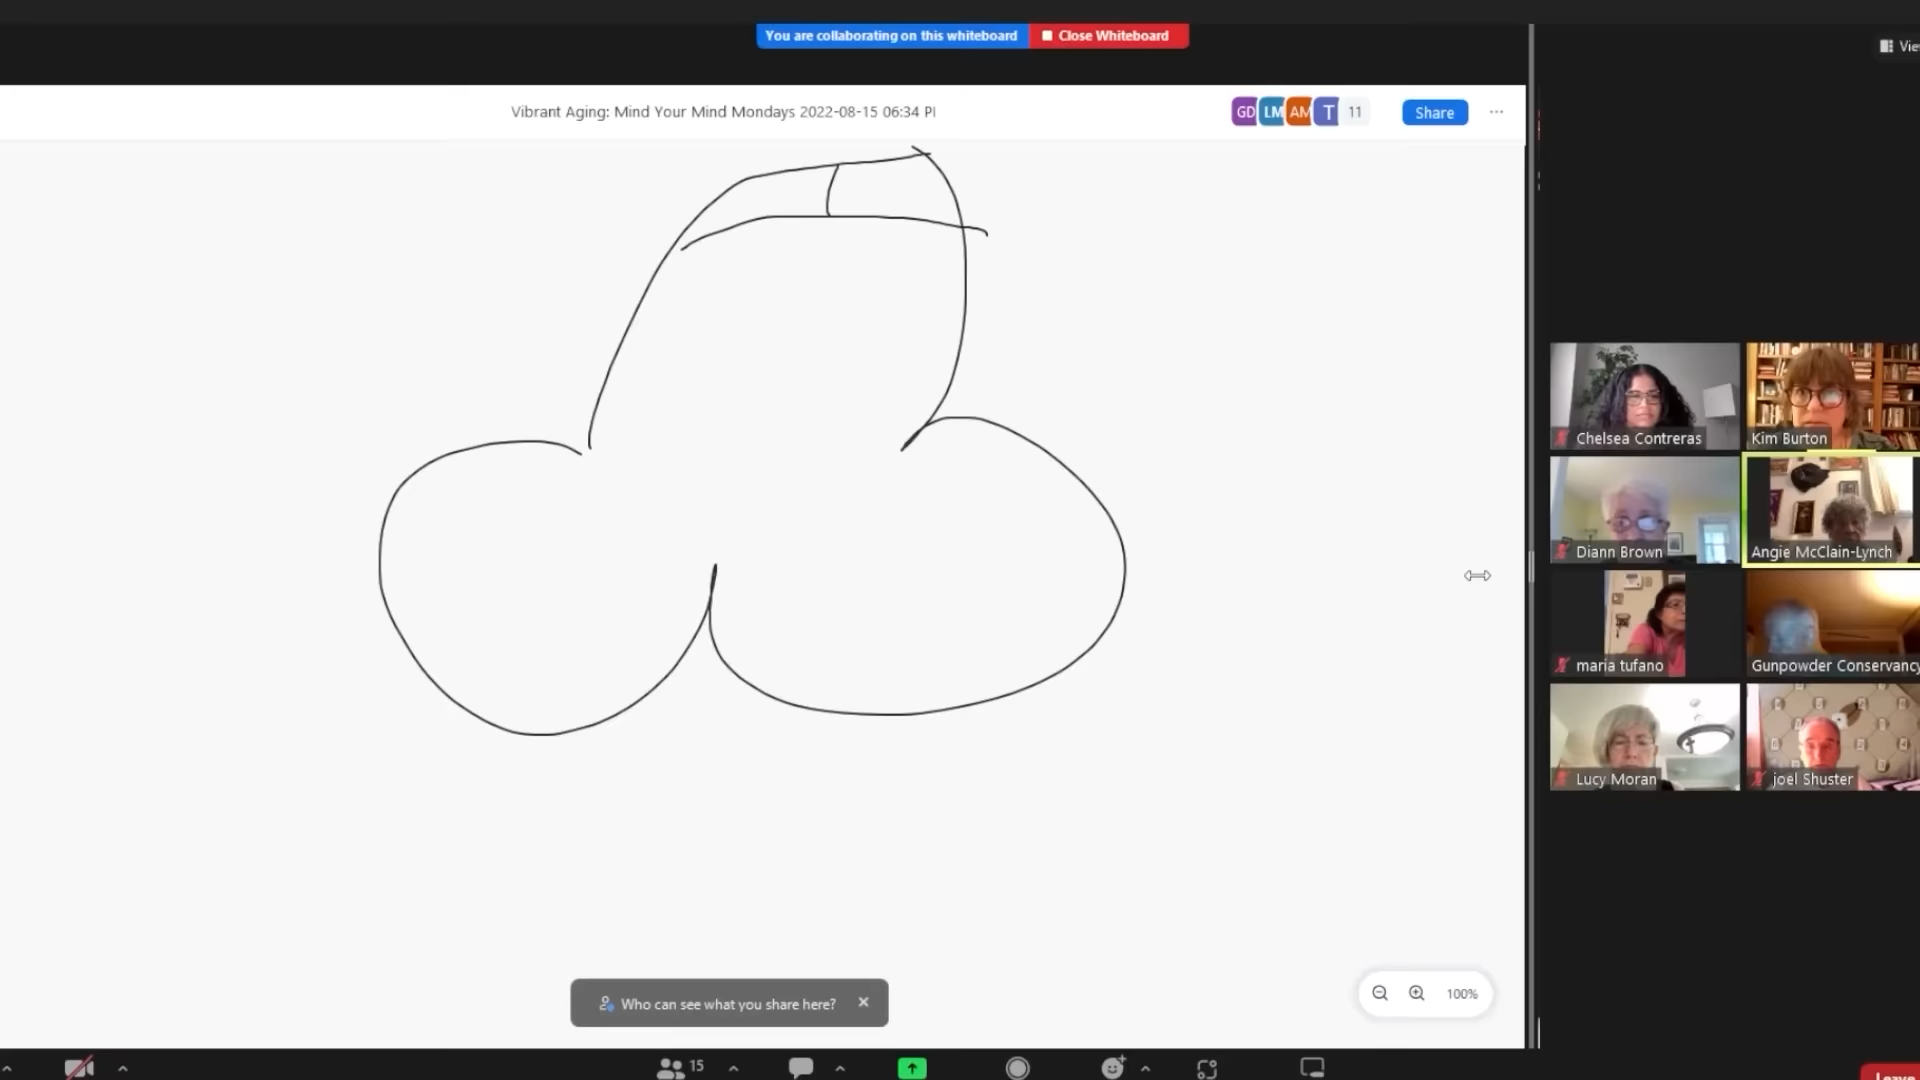 You are collaborating on this whiteboard Close Whiteboard
Vie
Vibrant Aging: Mind Your Mind Mondays 2022-08-15 06:34 PI
GD LM AM T 11 Share
Chelsea Contreras Kim Burton
Diann Brown Angie McClain-Lynch
maria tufano Gunpowder Conservancy
Lucy Moran joel Shuster
Who can see what you share here?
100%
15
Leave